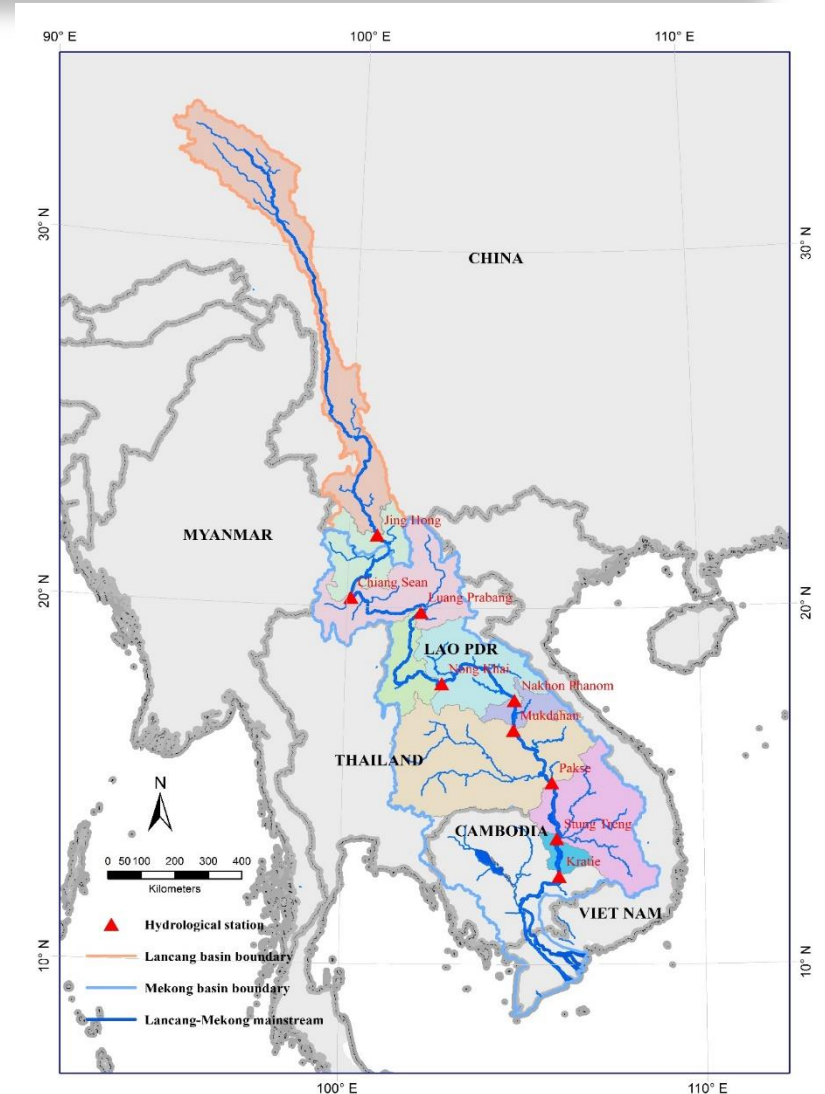 90° E
100° E
110° E
30° N
30° N
CHINA
MYANMAR
Jing Hong
20° N
Chiang Sean
Luang Prabang
20° N
LAO PDR
Nong Khai
Nakhon Phanom
Mukdahan
THAILAND
Pakse
N
CAMBODIA
Stung Treng
Kratie
0 50 100 200 300 400
Kilometers
VIET NAM
Hydrological station
Lancang basin boundary
10° N
10° N
Mekong basin boundary
Lancang-Mekong mainstream
100° E
110° E